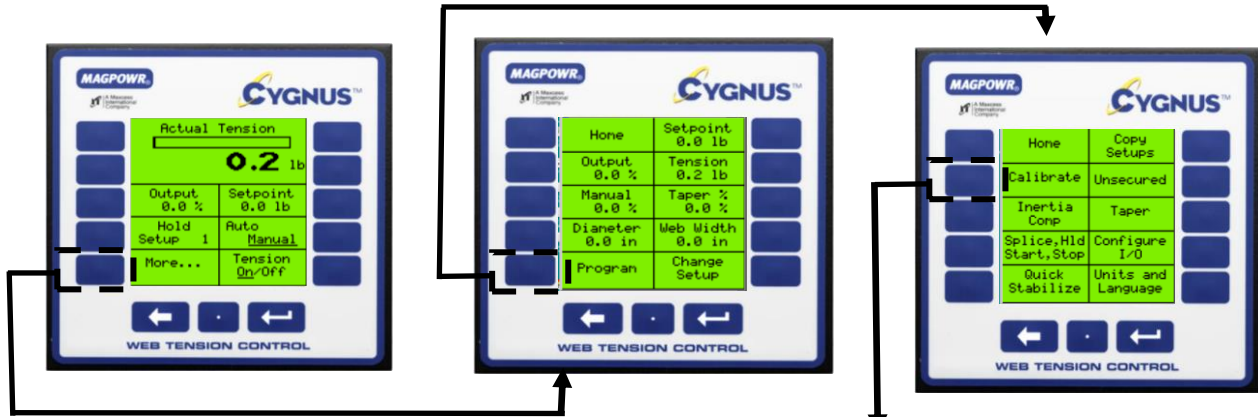 MAGPOWR®
A Maxcess International Company
CYGNUS™
Actual Tension
0.2 lb
Output
0.0 %
Setpoint
0.0 lb
Hold
Setup 1
Auto
Manual
More...
Tension
On/Off
WEB TENSION CONTROL
MAGPOWR®
A Maxcess International Company
CYGNUS™
Home
Setpoint
0.0 lb
Output
0.0 %
Tension
0.2 lb
Manual
0.0 %
Taper %
0.0 %
Diameter
0.0 in
Web Width
0.0 in
Program
Change
Setup
WEB TENSION CONTROL
MAGPOWR®
A Maxcess International Company
CYGNUS™
Home
Copy
Setups
Calibrate
Unsecured
Inertia
Comp
Taper
Splice,Hld
Start,Stop
Configure
I/O
Quick
Stabilize
Units and
Language
WEB TENSION CONTROL